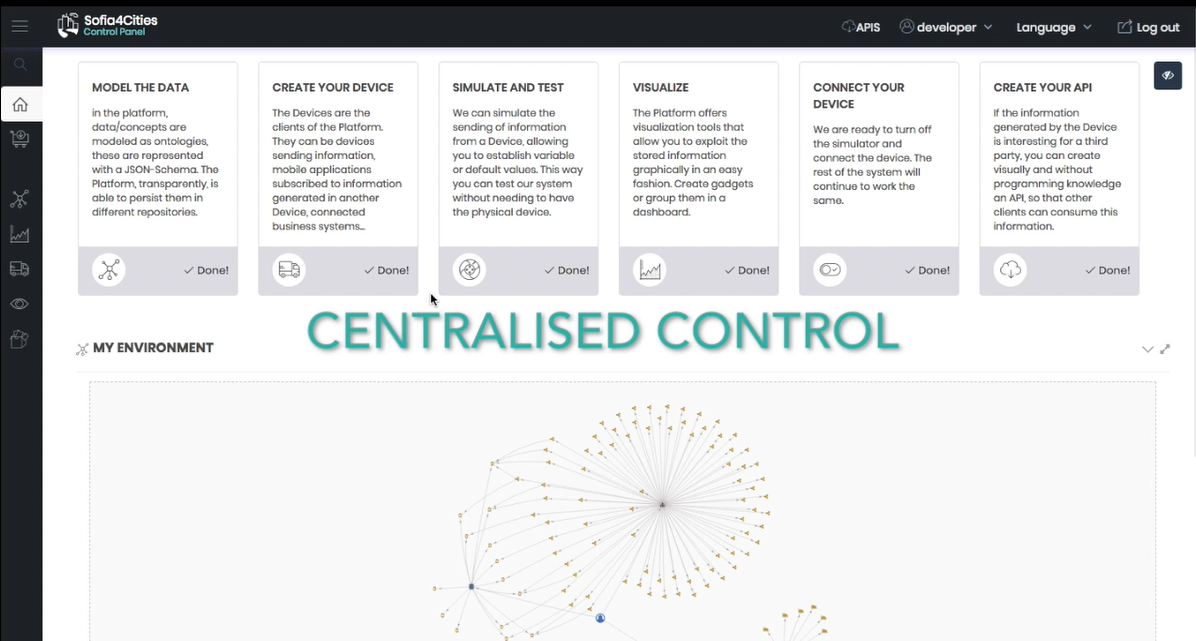 Sofia4Cities
Control Panel
APIS
developer
Language
Log out
MODEL THE DATA
in the platform,
data/concepts are
modeled as ontologies,
these are represented
with a JSON-Schema. The
Platform, transparently, is
able to persist them in
different repositories.
Done!
CREATE YOUR DEVICE
The Devices are the
clients of the Platform.
They can be devices
sending information,
mobile applications
subscribed to information
generated in another
Device, connected
business systems...
Done!
SIMULATE AND TEST
We can simulate the
sending of information
from a Device, allowing
you to establish variable
or default values. This way
you can test our system
without needing to have
the physical device.
Done!
VISUALIZE
The Platform offers
visualization tools that
allow you to exploit the
stored information
graphically in an easy
fashion. Create gadgets
or group them in a
dashboard.
Done!
CONNECT YOUR
DEVICE
We are ready to turn off
the simulator and
connect the device. The
rest of the system will
continue to work the
same.
Done!
CREATE YOUR API
If the information
generated by the Device
is interesting for a third
party, you can create
visually and without
programming knowledge
an API, so that other
clients can consume this
information.
Done!
CENTRALISED CONTROL
MY ENVIRONMENT